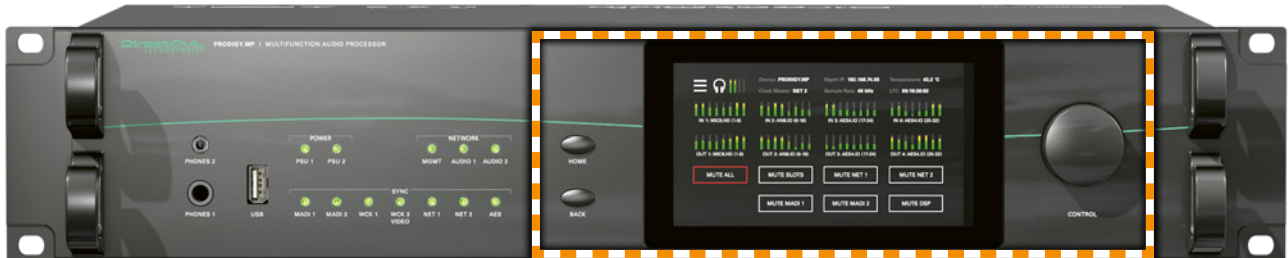 DirectOut
TECHNOLOGIES
PRODIGY.MP | MULTIFUNCTION AUDIO PROCESSOR
POWER
PSU 1 PSU 2
NETWORK
MGMT AUDIO 1 AUDIO 2
PHONES 2
PHONES 1
USB
SYNC
MADI 1 MADI 2 WCK 1 WCK 2 NET 1 NET 2 AES
VIDEO
HOME
BACK
Device: PRODIGY.MP Mgmt IP: 192.168.74.55 Temperature: 43,3 °C
Clock Master: NET 2 Sample Rate: 48 kHz LTC: 00:19:26:02
IN 1: MIC8.HD (1-8) IN 2: AN8.IO (9-16) IN 3: AES4.IO (17-24) IN 4: AES4.IO (25-32)
OUT 1: MIC8.HD (1-8) OUT 2: AN8.IO (9-16) OUT 3: AES4.IO (17-24) OUT 4: AES4.IO (25-32)
MUTE ALL MUTE SLOTS MUTE NET 1 MUTE NET 2
MUTE MADI 1 MUTE MADI 2 MUTE DSP
CONTROL